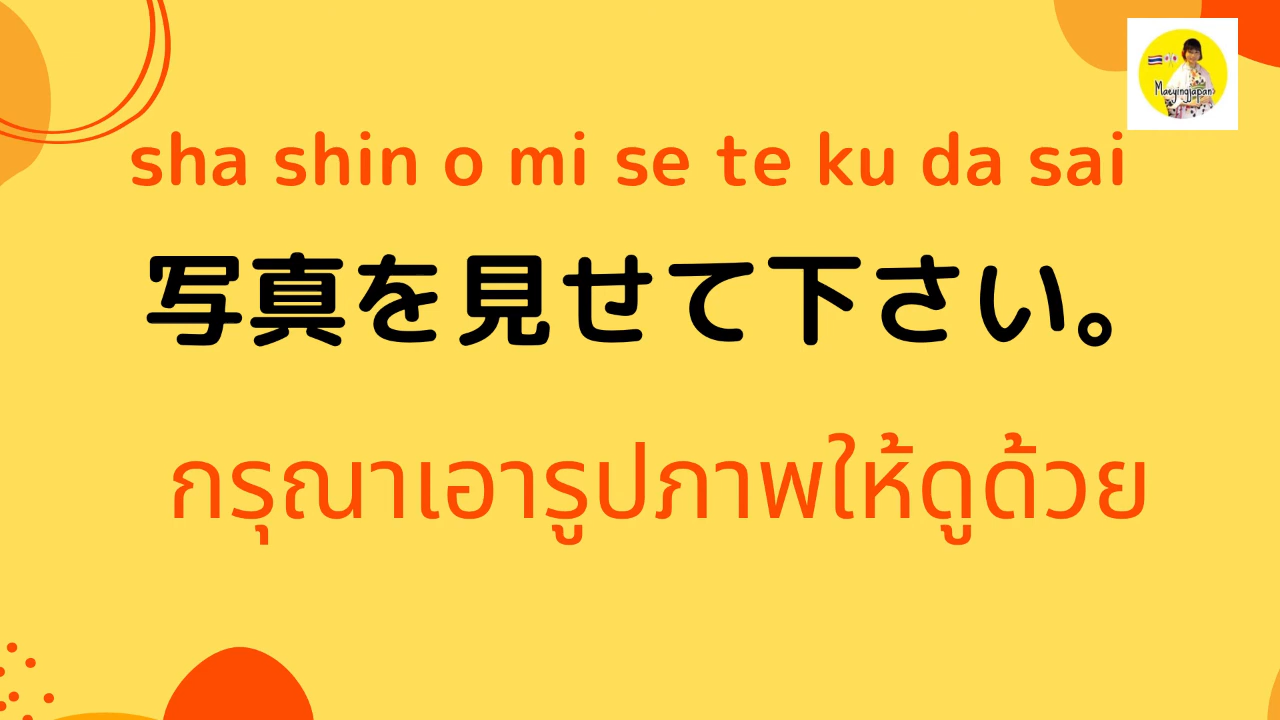 Maeyingjapan
sha shin o mi se te ku da sai
写真を見せて下さい。
กรุณาเอารูปภาพให้ดูด้วย